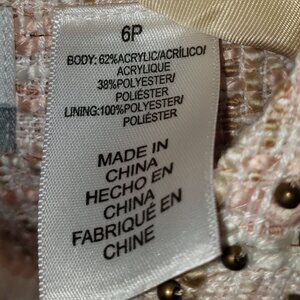 6P
BODY: 62%ACRYLIC/ACRÍLICO/
ACRYLIQUE
38%POLYESTER/
POLIÉSTER
LINING:100%POLYESTER/
POLIÉSTER
MADE IN
CHINA
HECHO EN
CHINA
FABRIQUÉ EN
CHINE